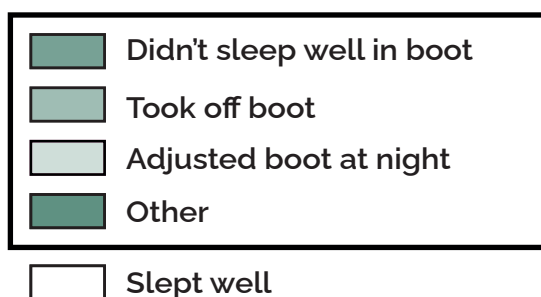 Didn’t sleep well in boot
Took off boot
Adjusted boot at night
Other
Slept well